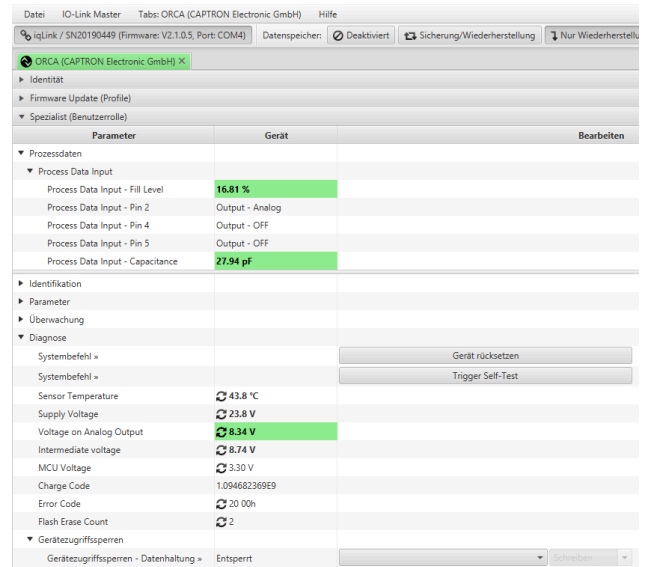 Datei IO-Link Master Tabs: ORCA (CAPTRON Electronic GmbH) Hilfe
iqLink / SN20190449 (Firmware: V2.1.0.5, Port: COM4) Datenspeicher: Deaktiviert Sicherung/Wiederherstellung Nur Wiederherstellu
ORCA (CAPTRON Electronic GmbH) ×
Identität
Firmware Update (Profile)
Spezialist (Benutzerrolle)
Parameter Gerät Bearbeiten
Prozessdaten
Process Data Input
Process Data Input - Fill Level 16.81 %
Process Data Input - Pin 2 Output - Analog
Process Data Input - Pin 4 Output - OFF
Process Data Input - Pin 5 Output - OFF
Process Data Input - Capacitance 27.94 pF
Identifikation
Parameter
Überwachung
Diagnose
Systembefehl » Gerät rücksetzen
Systembefehl » Trigger Self-Test
Sensor Temperature 43.8 °C
Supply Voltage 23.8 V
Voltage on Analog Output 8.34 V
Intermediate voltage 8.74 V
MCU Voltage 3.30 V
Charge Code 1.094682369E9
Error Code 20 00h
Flash Erase Count 2
Gerätezugriffssperren
Gerätezugriffssperren - Datenhaltung » Entsperrt Schreiben